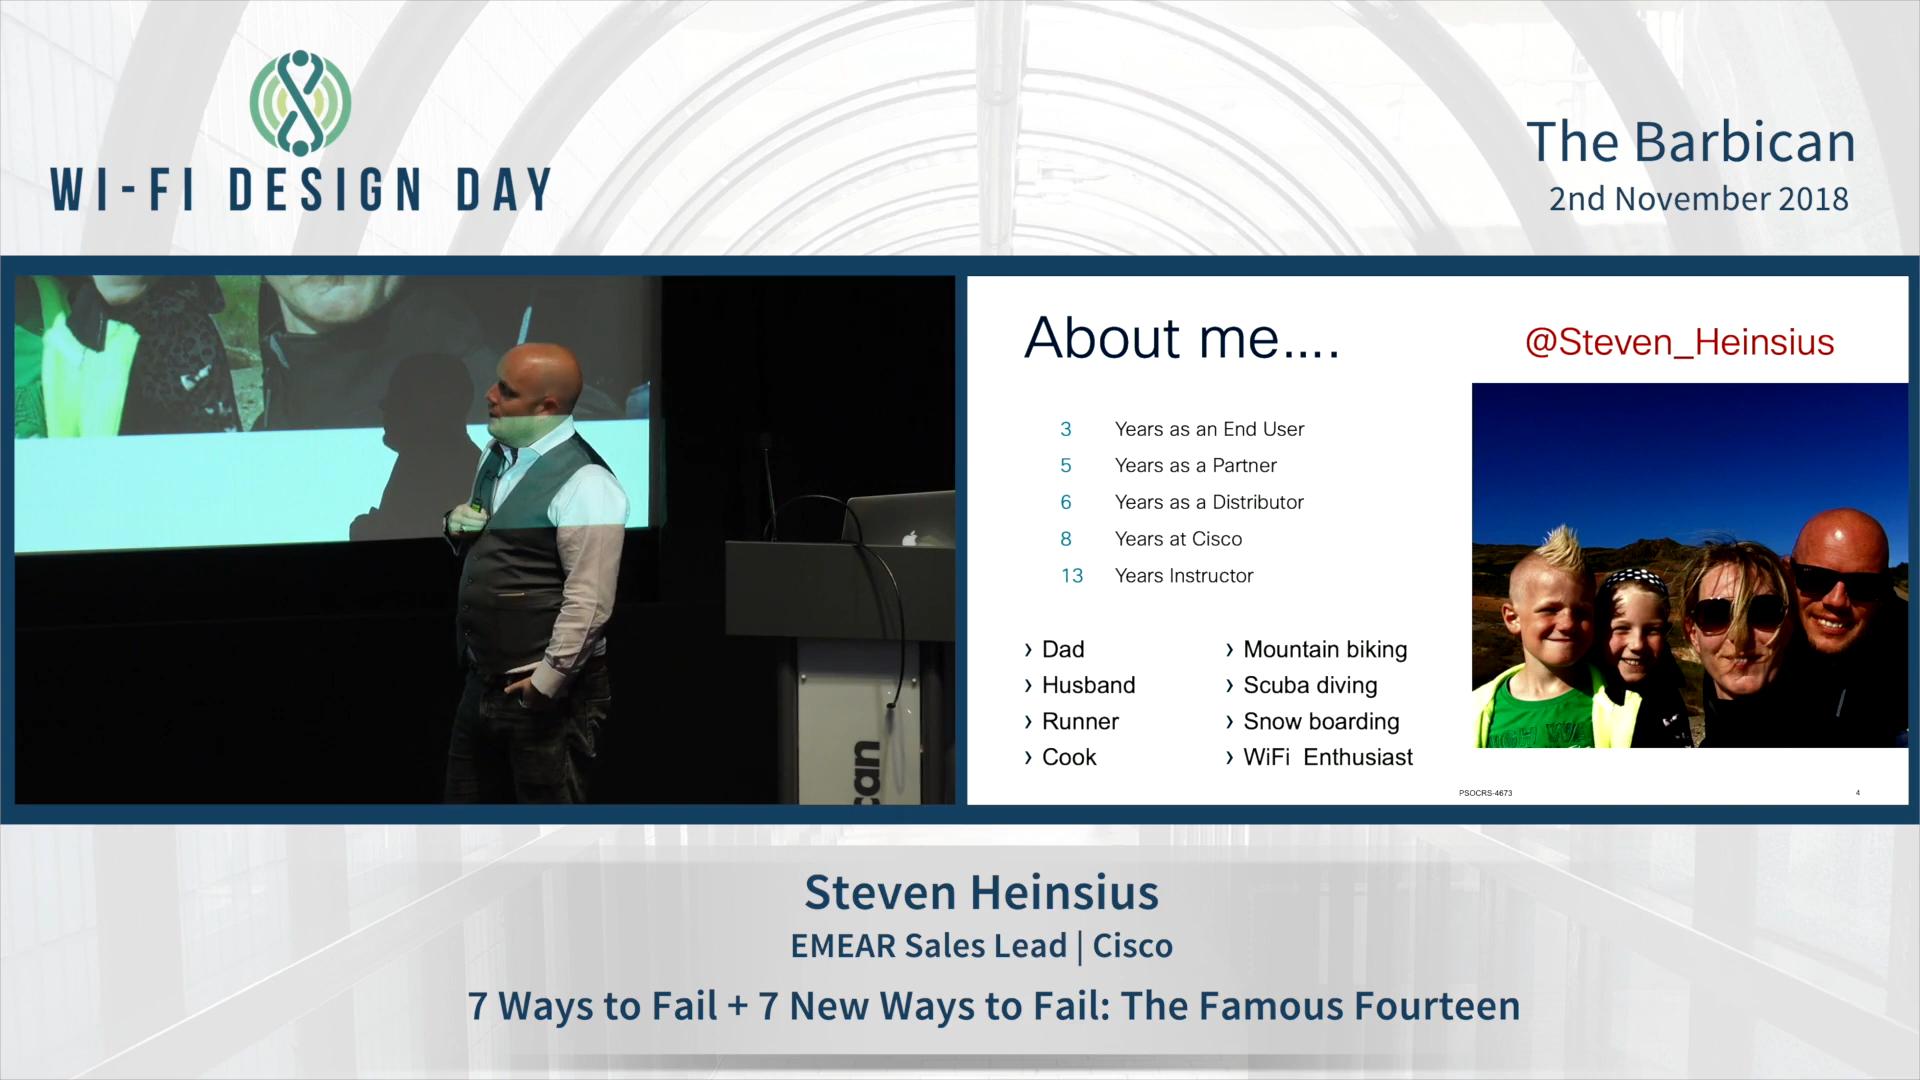 WI-FI DESIGN DAY
The Barbican
2nd November 2018
About me....
@Steven_Heinsius
3 Years as an End User
5 Years as a Partner
6 Years as a Distributor
8 Years at Cisco
13 Years Instructor
› Dad
› Husband
› Runner
› Cook
› Mountain biking
› Scuba diving
› Snow boarding
› WiFi Enthusiast
PSOCRS-4673
4
can
Steven Heinsius
EMEAR Sales Lead | Cisco
7 Ways to Fail + 7 New Ways to Fail: The Famous Fourteen